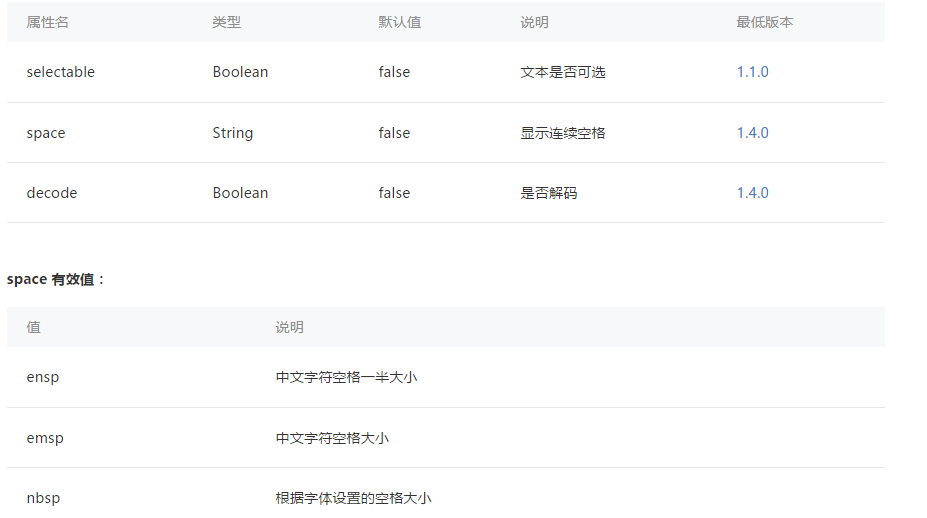 属性名 类型 默认值 说明 最低版本
selectable Boolean false 文本是否可选 1.1.0
space String false 显示连续空格 1.4.0
decode Boolean false 是否解码 1.4.0
space 有效值：
值 说明
ensp 中文字符空格一半大小
emsp 中文字符空格大小
nbsp 根据字体设置的空格大小